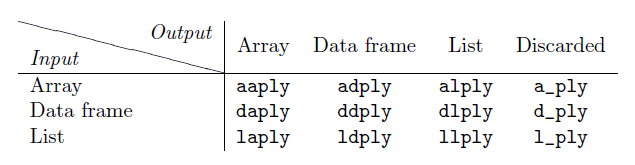 Output
Input
Array Data frame List Discarded
Array aaply adply alply a_ply
Data frame daply ddply dlply d_ply
List laply ldply llply l_ply